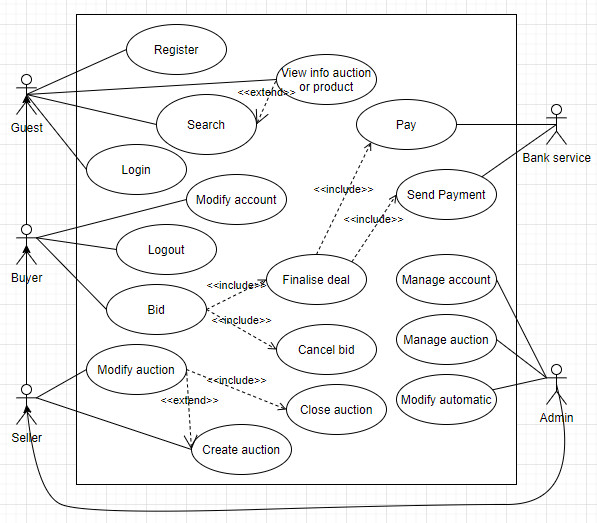 Register
View info auction
or product
<<extend>>
Guest
Search
Pay
Bank service
Login
<<include>>
Modify account
Send Payment
<<include>>
Logout
Buyer
Finalise deal
Manage account
<<include>>
Bid
<<include>>
Manage auction
Cancel bid
Modify auction
<<include>>
<<extend>>
Modify automatic
Close auction
Admin
Seller
Create auction